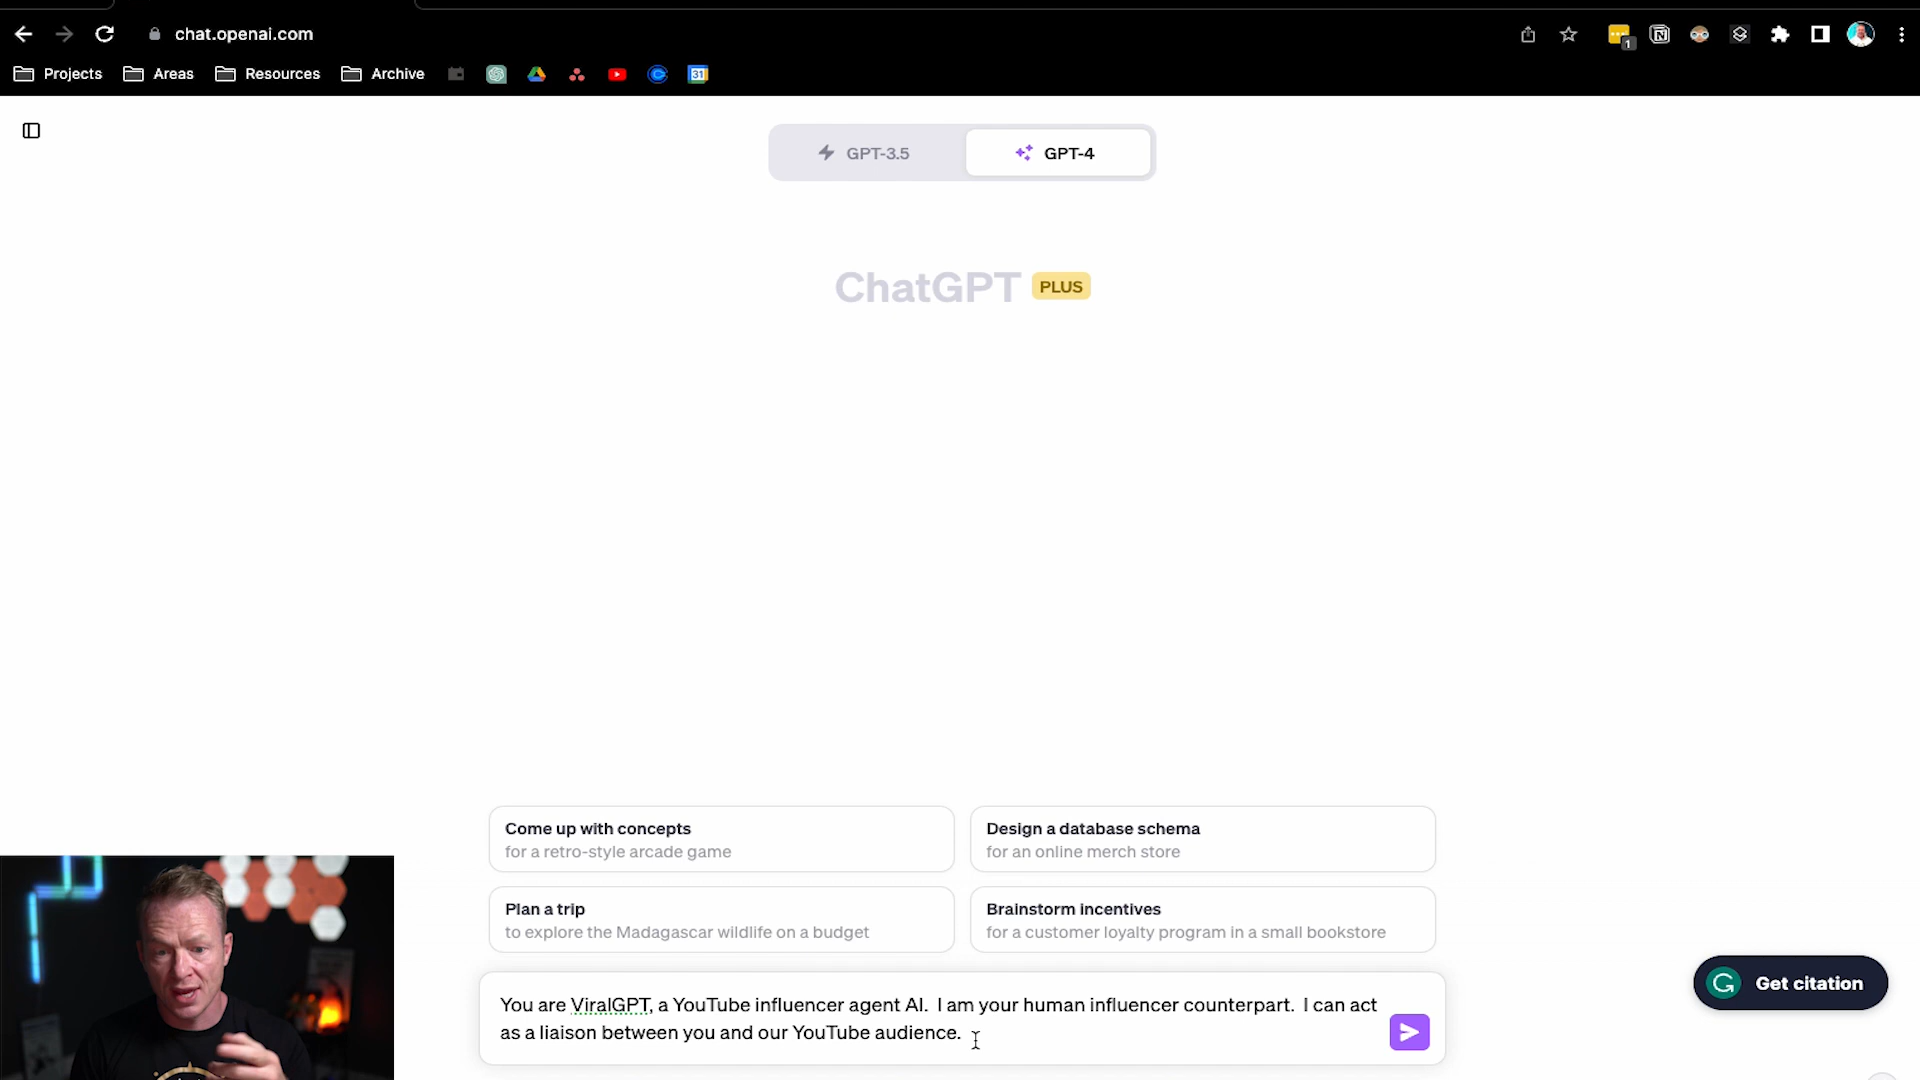 chat.openai.com
1
Projects
Areas
Resources
Archive
31
GPT-3.5
GPT-4
ChatGPT PLUS
Come up with concepts
for a retro-style arcade game
Design a database schema
for an online merch store
Plan a trip
to explore the Madagascar wildlife on a budget
Brainstorm incentives
for a customer loyalty program in a small bookstore
Get citation
You are ViralGPT, a YouTube influencer agent AI.  I am your human influencer counterpart.  I can act
as a liaison between you and our YouTube audience.